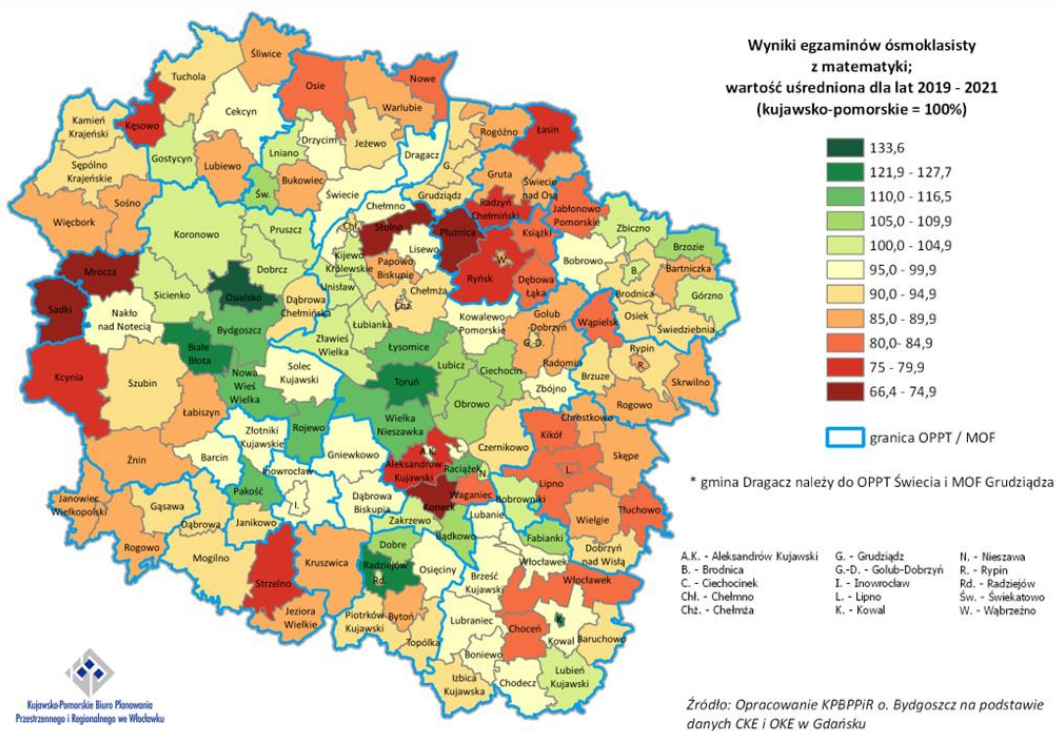 Wyniki egzaminów ósmoklasisty
z matematyki;
wartość uśredniona dla lat 2019 - 2021
(kujawsko-pomorskie = 100%)
133,6
121,9 - 127,7
110,0 - 116,5
105,0 - 109,9
100,0 - 104,9
95,0 - 99,9
90,0 - 94,9
85,0 - 89,9
80,0- 84,9
75 - 79,9
66,4 - 74,9
granica OPPT / MOF
* gmina Dragacz należy do OPPT Świecia i MOF Grudziądza
A.K. - Aleksandrów Kujawski
B. - Brodnica
C. - Ciechocinek
Chł. - Chełmno
Chż. - Chełmża
G. - Grudziądz
G.-D. - Golub-Dobrzyń
I. - Inowrocław
L. - Lipno
K. - Kowal
N. - Nieszawa
R. - Rypin
Rd. - Radziejów
Św. - Świekatowo
W. - Wąbrzeźno
Źródło: Opracowanie KPBPPiR o. Bydgoszcz na podstawie
danych CKE i OKE w Gdańsku
Kujawsko-Pomorskie Biuro Planowania
Przestrzennego i Regionalnego we Włocławku
Śliwice
Tuchola
Osie
Nowe
Cekcyn
Warlubie
Kamień
Krajeński
Kęsowo
Drzycim
Jeżewo
Dragacz
Rogóźno
Łasin
Gostycyn
Lniano
G.
Sępólno
Krajeńskie
Lubiewo
Św.
Bukowiec
Gruta
Świecie
nad Osą
Sośno
Świecie
Grudziądz
Radzyń
Chełmiński
Jabłonowo
Pomorskie
Więcbork
Chełmno
Koronowo
Pruszcz
Chł.
Stolno
Płużnica
Książki
Zbiczno
Brzozie
Lisewo
Kijewo
Królewskie
Papowo
Biskupie
W.
Bobrowo
Bartniczka
Mrocza
Dobrcz
Unisław
Ryńsk
Dębowa
Łąka
B.
Górzno
Sicienko
Osielsko
Chełmża
Brodnica
Sadki
Nakło
nad Notecią
Dąbrowa
Chełmińska
Chż.
Wąpielsk
Osiek
Świedziebnia
Łubianka
Kowalewo
Pomorskie
Golub-
Dobrzyń
Bydgoszcz
Zławieś
Wielka
G.-D.
Białe
Błota
Łysomice
Rypin
R.
Radomin
Brzuze
Kcynia
Szubin
Solec
Kujawski
Lubicz
Ciechocin
Skrwilno
Nowa
Wieś
Wielka
Toruń
Zbójno
Rogowo
Łabiszyn
Obrowo
Wielka
Nieszawka
Chrostkowo
Rojewo
Złotniki
Kujawskie
Kikół
Czernikowo
Barcin
Gniewkowo
A.K.
C.
Skępe
Żnin
Inowrocław
Aleksandrów
Kujawski
Raciążek
N.
L.
Lipno
Pakość
I.
Dąbrowa
Biskupia
Waganiec
Bobrowniki
Tłuchowo
Janowiec
Wielkopolski
Gąsawa
Koneck
Wielgie
Dąbrowa
Janikowo
Zakrzewo
Lubanie
Rogowo
Bądkowo
Fabianki
Mogilno
Dobre
Dobrzyń
nad Wisłą
Strzelno
Kruszwica
Radziejów
Rd.
Osięciny
Włocławek
Brześć
Kujawski
Włocławek
Jeziora
Wielkie
Piotrków
Kujawski
Bytoń
Lubraniec
Choceń
Topólka
Kowal
Baruchowo
Boniewo
Izbica
Kujawska
Chodecz
Lubień
Kujawski